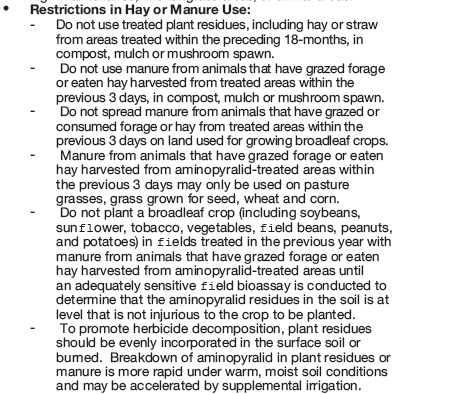 • Restrictions in Hay or Manure Use:
- Do not use treated plant residues, including hay or straw
from areas treated within the preceding 18-months, in
compost, mulch or mushroom spawn.
- Do not use manure from animals that have grazed forage
or eaten hay harvested from treated areas within the
previous 3 days, in compost, mulch or mushroom spawn.
- Do not spread manure from animals that have grazed or
consumed forage or hay from treated areas within the
previous 3 days on land used for growing broadleaf crops.
- Manure from animals that have grazed forage or eaten
hay harvested from aminopyralid-treated areas within
the previous 3 days may only be used on pasture
grasses, grass grown for seed, wheat and corn.
- Do not plant a broadleaf crop (including soybeans,
sunflower, tobacco, vegetables, field beans, peanuts,
and potatoes) in fields treated in the previous year with
manure from animals that have grazed forage or eaten
hay harvested from aminopyralid-treated areas until
an adequately sensitive field bioassay is conducted to
determine that the aminopyralid residues in the soil is at
level that is not injurious to the crop to be planted.
- To promote herbicide decomposition, plant residues
should be evenly incorporated in the surface soil or
burned. Breakdown of aminopyralid in plant residues or
manure is more rapid under warm, moist soil conditions
and may be accelerated by supplemental irrigation.